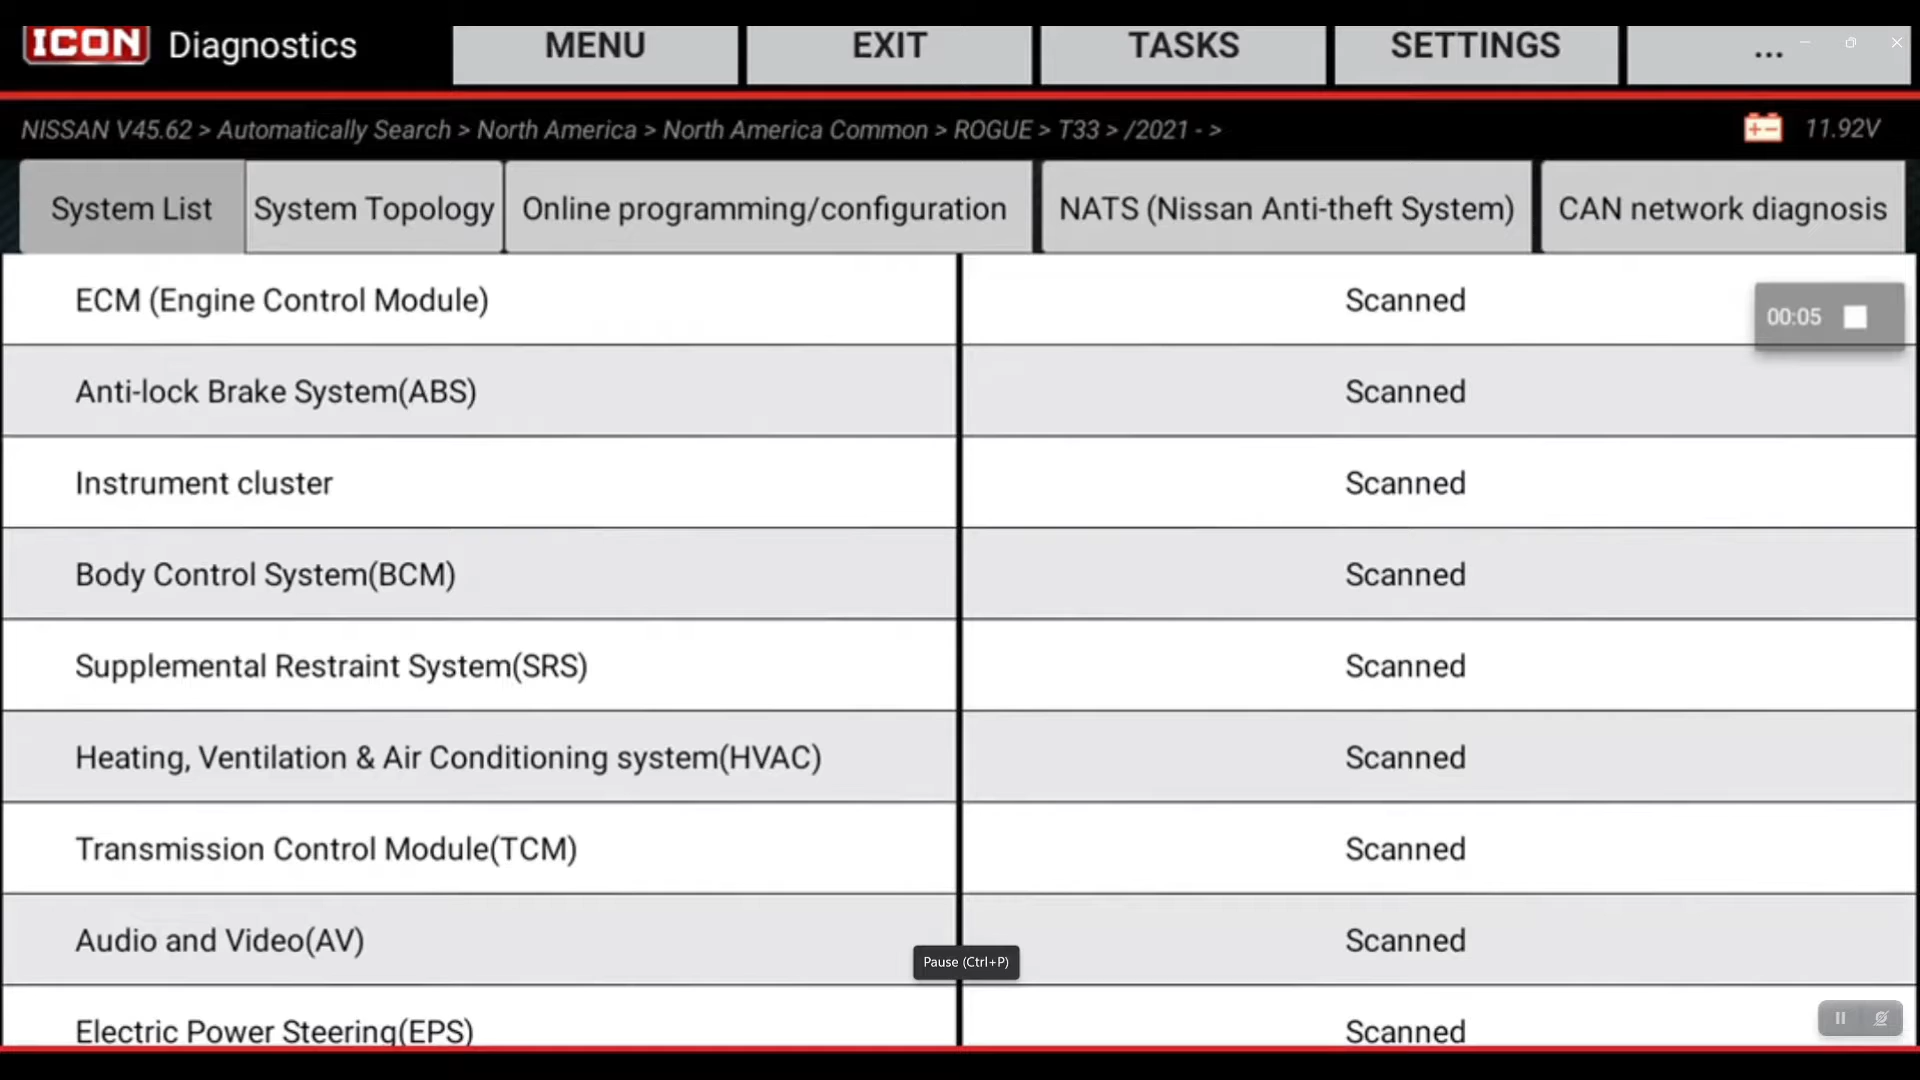 ICON Diagnostics MENU EXIT TASKS SETTINGS ...
NISSAN V45.62 > Automatically Search > North America > North America Common > ROGUE > T33 > /2021 - > 11.92V
System List System Topology Online programming/configuration NATS (Nissan Anti-theft System) CAN network diagnosis
ECM (Engine Control Module) Scanned
00:05
Anti-lock Brake System(ABS) Scanned
Instrument cluster Scanned
Body Control System(BCM) Scanned
Supplemental Restraint System(SRS) Scanned
Heating, Ventilation & Air Conditioning system(HVAC) Scanned
Transmission Control Module(TCM) Scanned
Audio and Video(AV) Scanned
Pause (Ctrl+P)
Electric Power Steering(EPS) Scanned